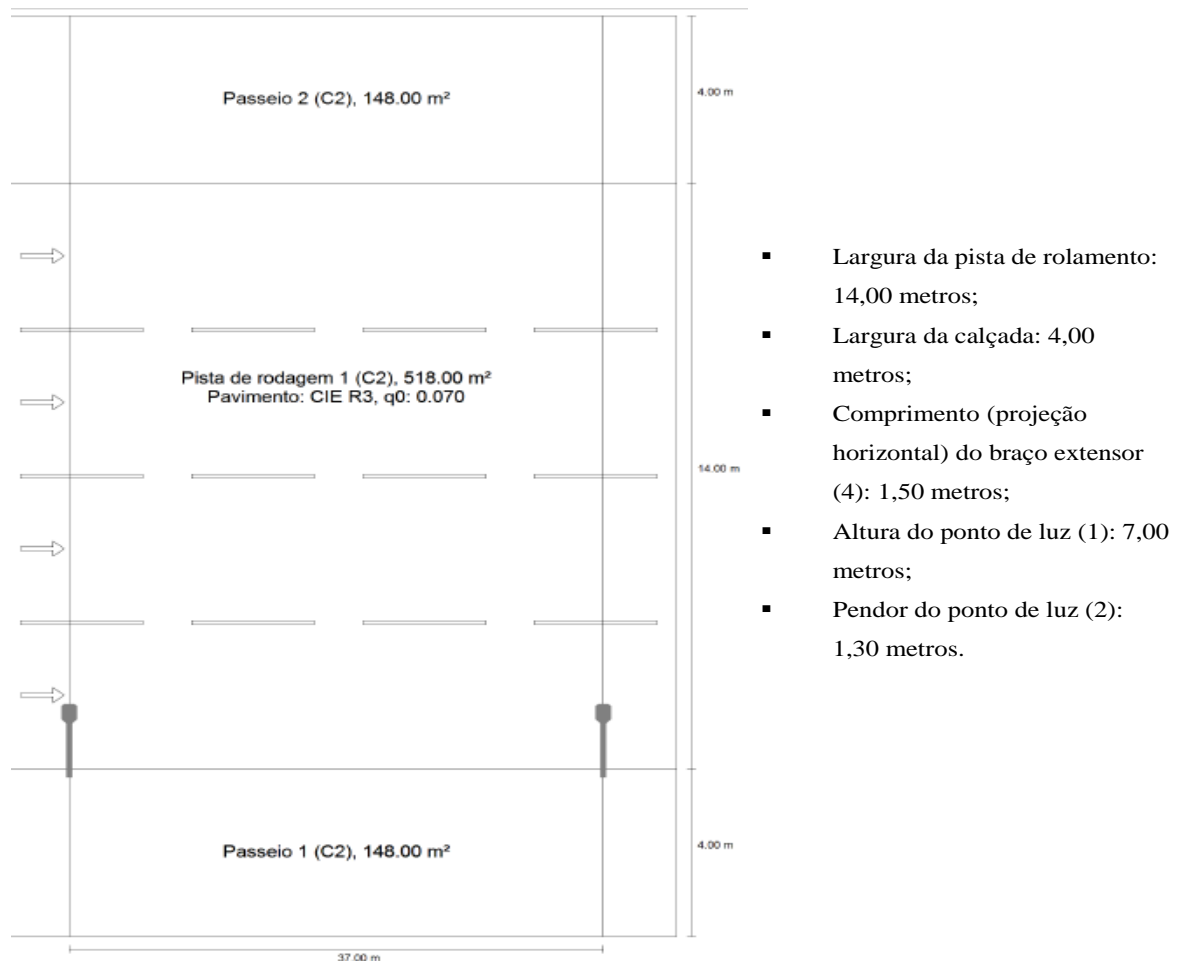 Passeio 2 (C2), 148.00 m²
4.00 m
Pista de rodagem 1 (C2), 518.00 m²
Pavimento: CIE R3, q0: 0.070
14.00 m
Passeio 1 (C2), 148.00 m²
4.00 m
37.00 m
▪ Largura da pista de rolamento:
14,00 metros;
▪ Largura da calçada: 4,00
metros;
▪ Comprimento (projeção
horizontal) do braço extensor
(4): 1,50 metros;
▪ Altura do ponto de luz (1): 7,00
metros;
▪ Pendor do ponto de luz (2):
1,30 metros.